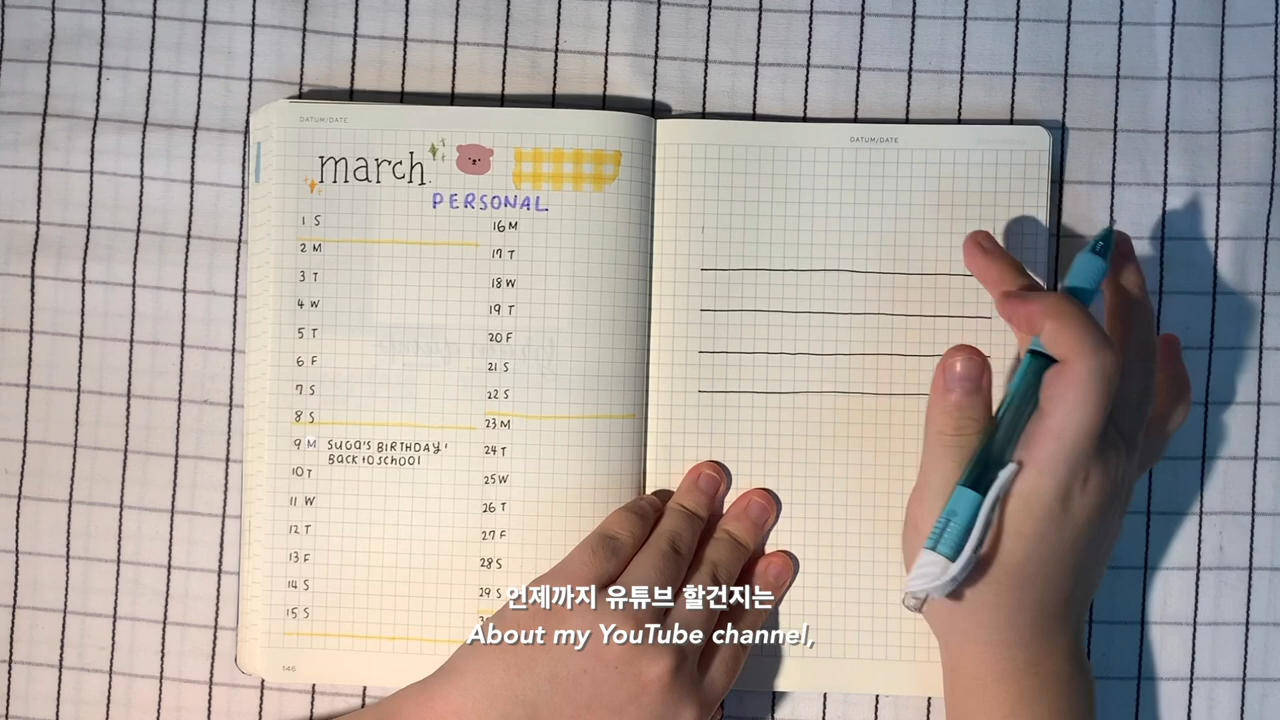 DATUM/DATE
march.
PERSONAL
1 S
2 M
3 T
4 W
5 T
6 F
7 S
8 S
9 M SUGA'S BIRTHDAY!
BACK to SCHOOl
10 T
11 W
12 T
13 F
14 S
15 S
16 M
17 T
18 W
19 T
20 F
21 S
22 S
23 M
24 T
25 W
26 T
27 F
28 S
29 S
146
DATUM/DATE
언제까지 유튜브 할건지는
About my YouTube channel,